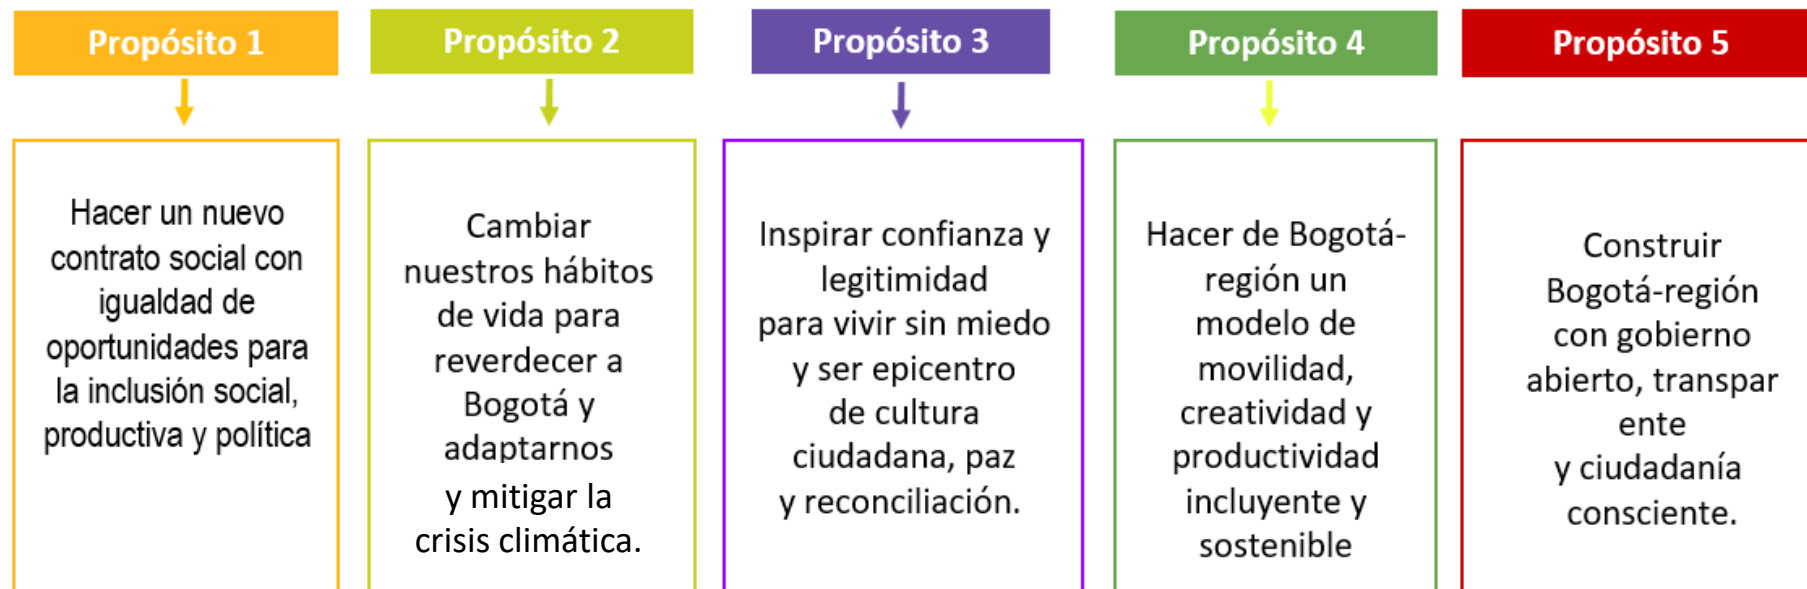 Propósito 1
Hacer un nuevo
contrato social con
igualdad de
oportunidades para
la inclusión social,
productiva y política
Propósito 2
Cambiar
nuestros hábitos
de vida para
reverdecer a
Bogotá y
adaptarnos
y mitigar la
crisis climática.
Propósito 3
Inspirar confianza y
legitimidad
para vivir sin miedo
y ser epicentro
de cultura
ciudadana, paz
y reconciliación.
Propósito 4
Hacer de Bogotá-
región un
modelo de
movilidad,
creatividad y
productividad
incluyente y
sostenible
Propósito 5
Construir
Bogotá-región
con gobierno
abierto, transpar
ente
y ciudadanía
consciente.